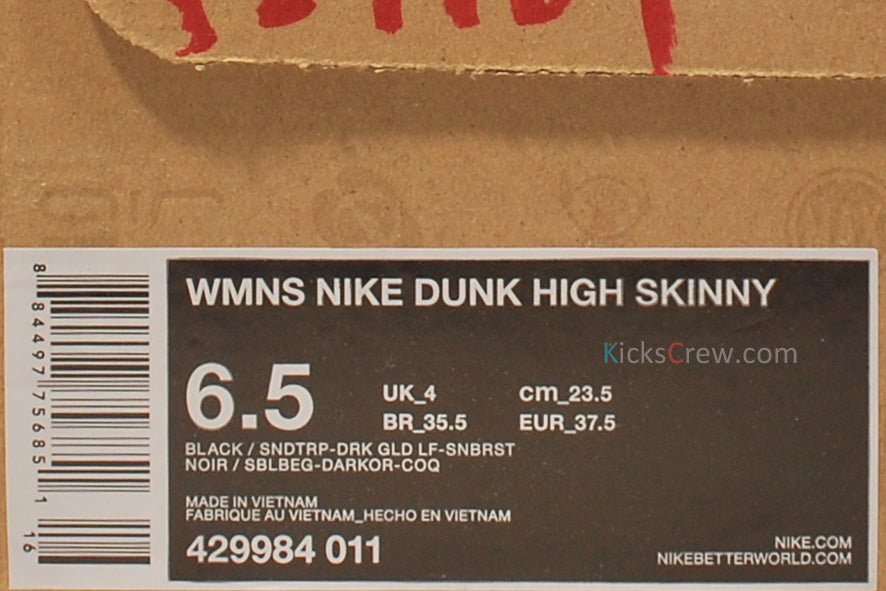 WMNS NIKE DUNK HIGH SKINNY
KicksCrew.com
6.5
UK_4
cm_23.5
BR_35.5
EUR_37.5
BLACK / SNDTRP-DRK GLD LF-SNBRST
NOIR / SBLBEG-DARKOR-COQ
MADE IN VIETNAM
FABRIQUE AU VIETNAM_HECHO EN VIETNAM
429984 011
NIKE.COM
NIKEBETTERWORLD.COM
8 84497 75685 1
16